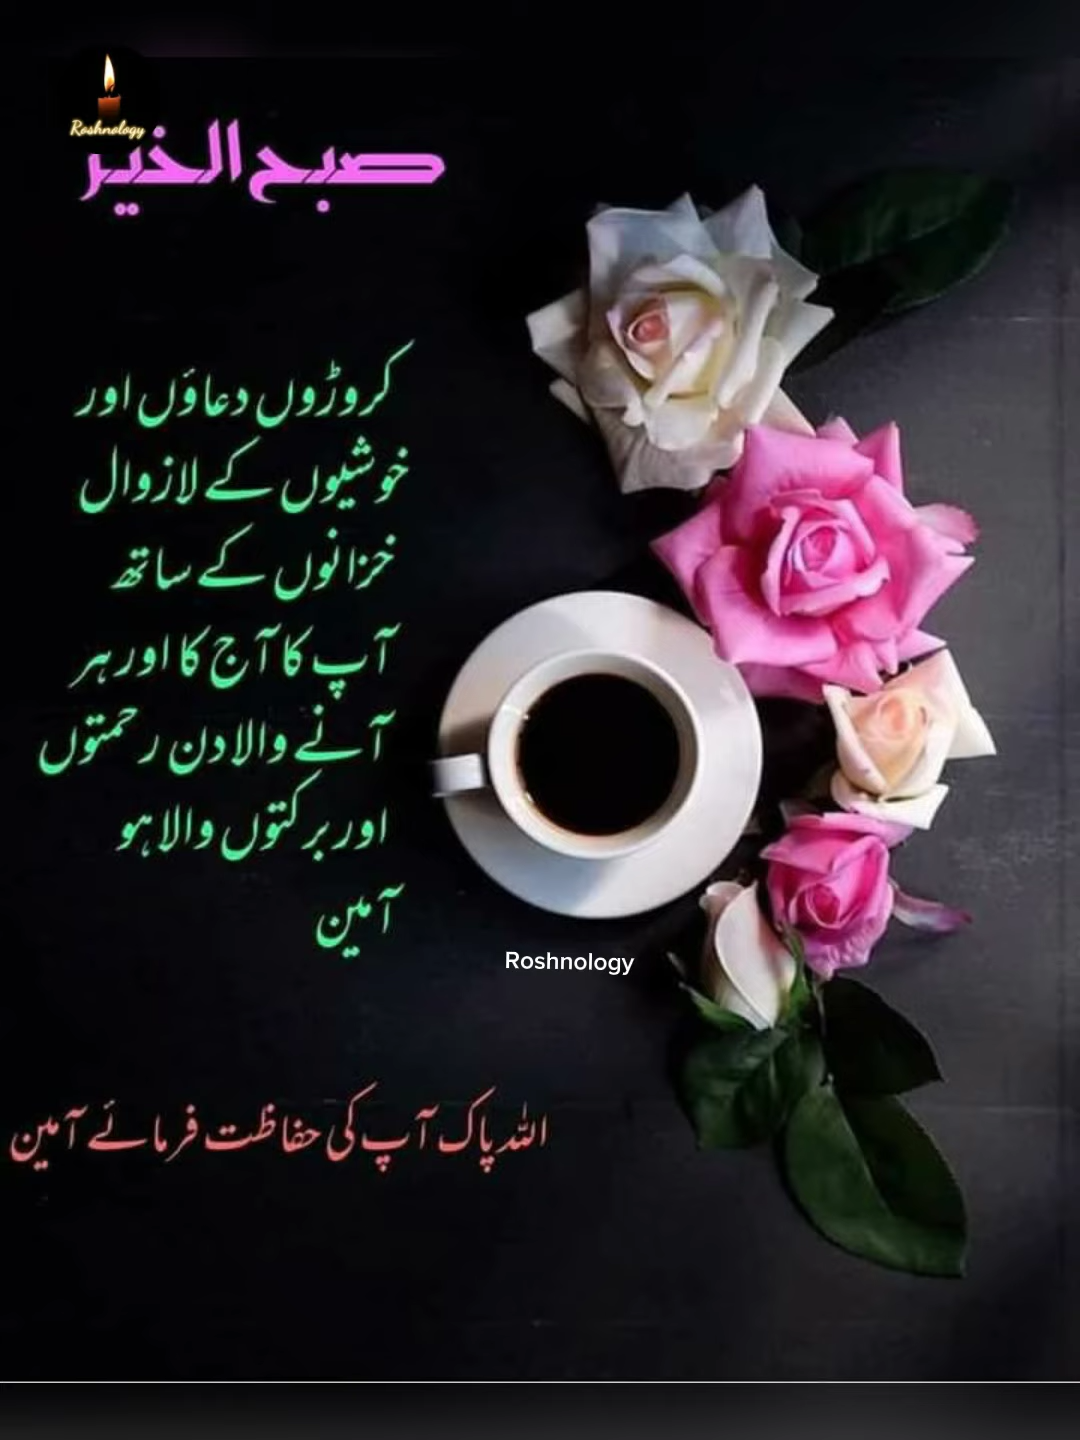 Roshnology
صبح الخیر
کروڑوں دعاؤں اور
خوشیوں کے لازوال
خزانوں کے ساتھ
آپ کا آج کا اور ہر
آنے والا دن رحمتوں
اور برکتوں والا ہو
آمین
Roshnology
اللہ پاک آپ کی حفاظت فرمائے آمین